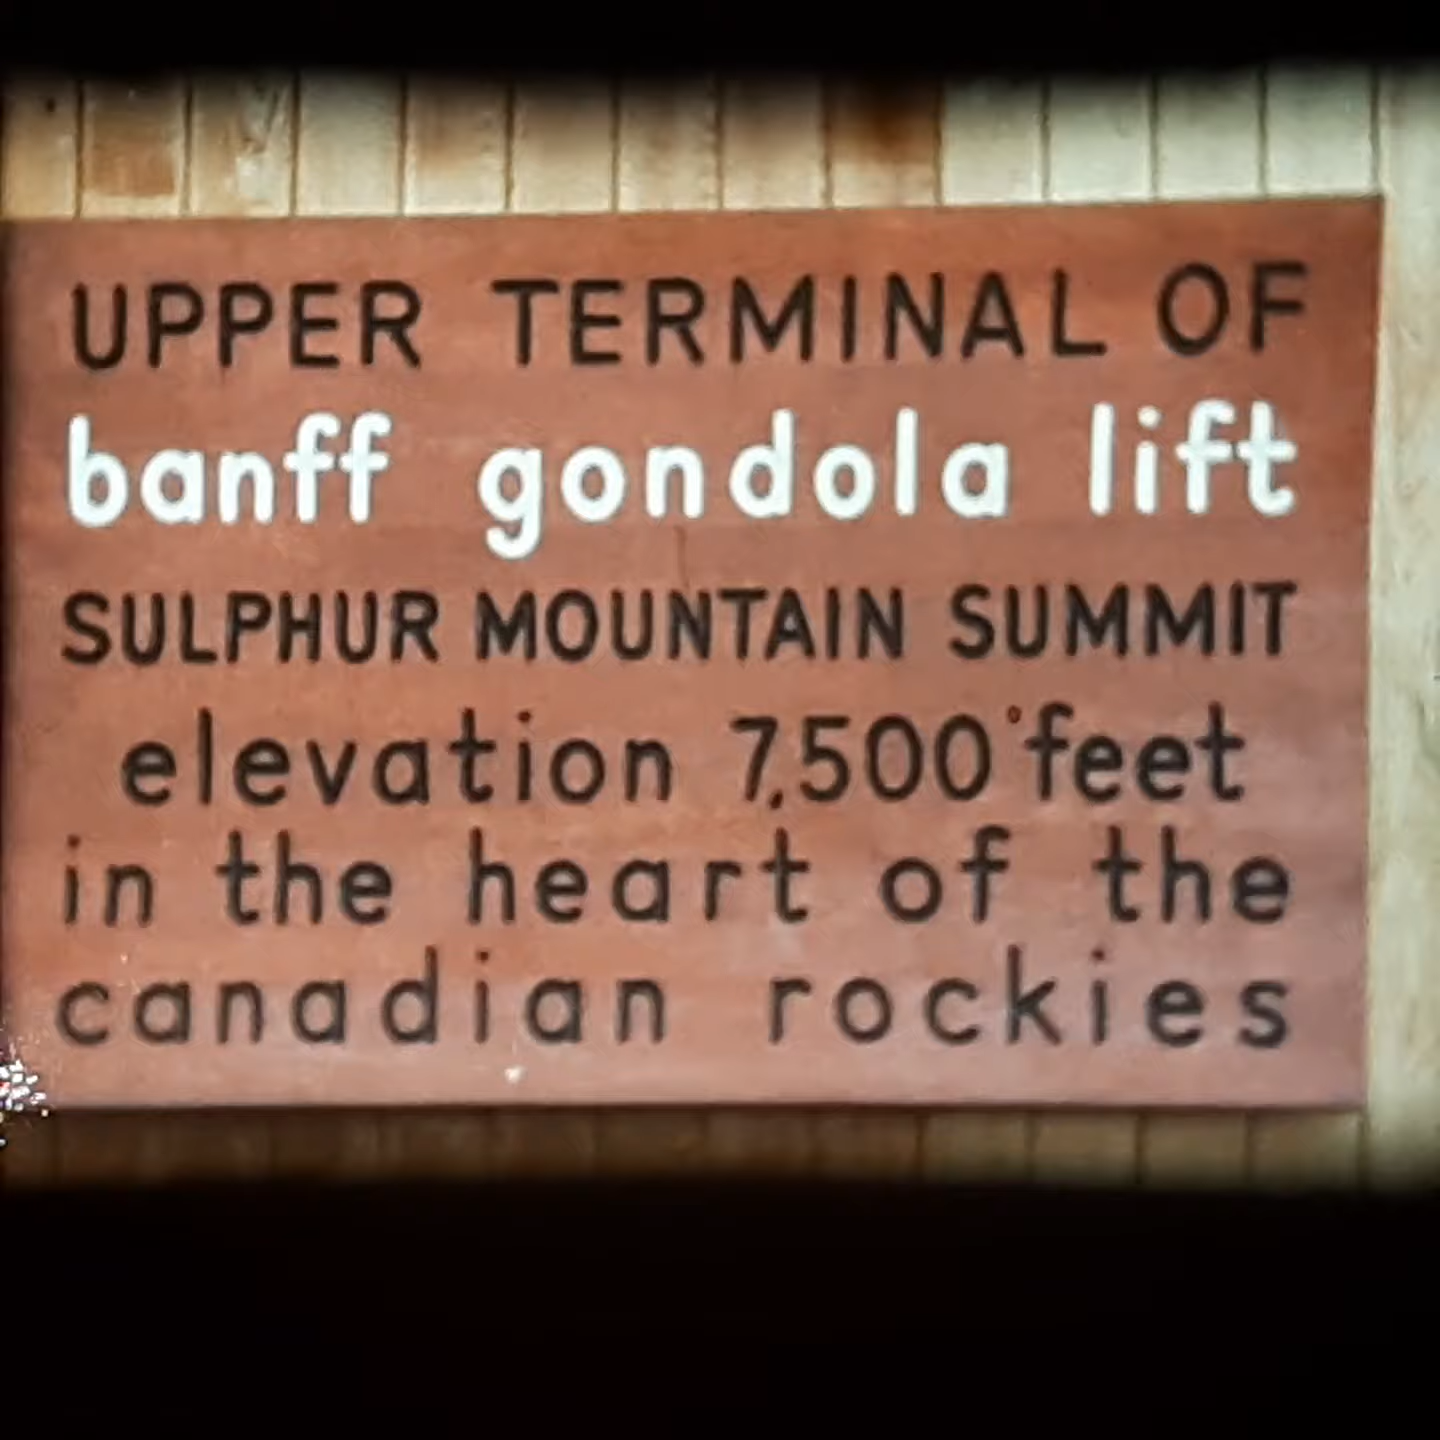 UPPER TERMINAL OF
banff gondola lift
SULPHUR MOUNTAIN SUMMIT
elevation 7,500 feet
in the heart of the
canadian rockies